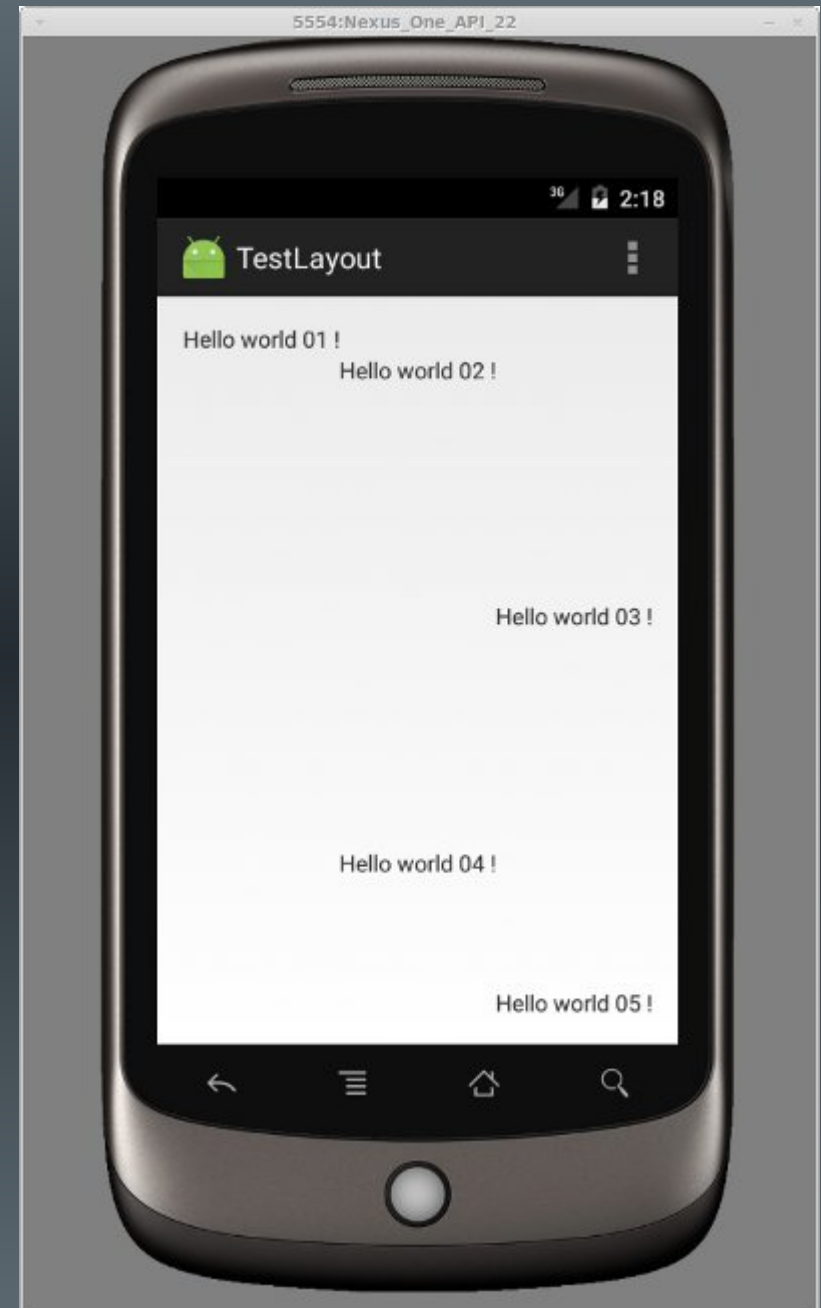 5554:Nexus_One_API_22
3G 2:18
TestLayout
Hello world 01 !
Hello world 02 !
Hello world 03 !
Hello world 04 !
Hello world 05 !